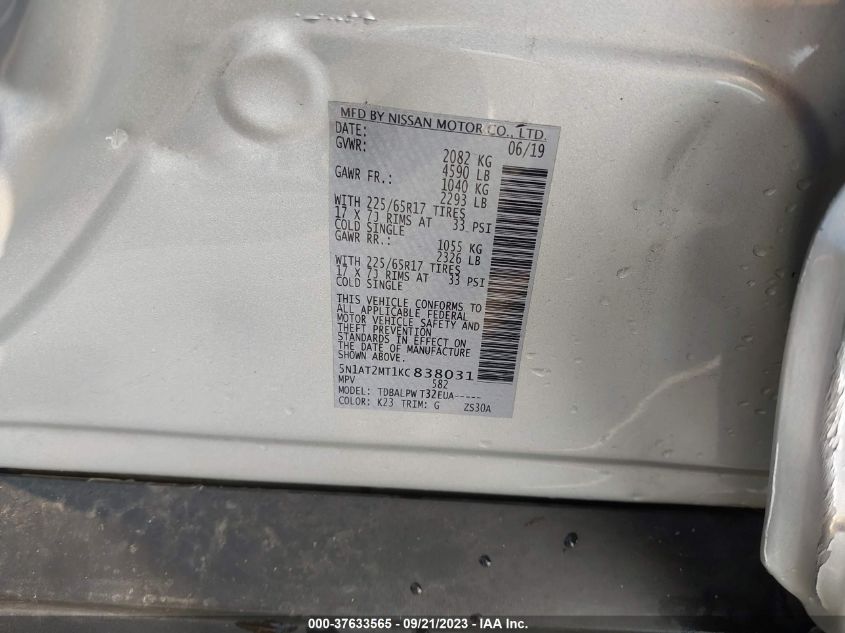 MFD BY NISSAN MOTOR CO., LTD.
DATE: 06/19
GVWR: 2082 KG
4590 LB
GAWR FR.: 1040 KG
2293 LB
WITH 225/65R17 TIRES
17 X 7J RIMS AT 33 PSI
COLD SINGLE
GAWR RR.: 1055 KG
2326 LB
WITH 225/65R17 TIRES
17 X 7J RIMS AT 33 PSI
COLD SINGLE
THIS VEHICLE CONFORMS TO
ALL APPLICABLE FEDERAL
MOTOR VEHICLE SAFETY AND
THEFT PREVENTION
STANDARDS IN EFFECT ON
THE DATE OF MANUFACTURE
SHOWN ABOVE.
5N1AT2MT1KC838031
MPV 582
MODEL: TDBALPWT32EUA-----
COLOR: K23 TRIM: G ZS30A
000-37633565 - 09/21/2023 - IAA Inc.